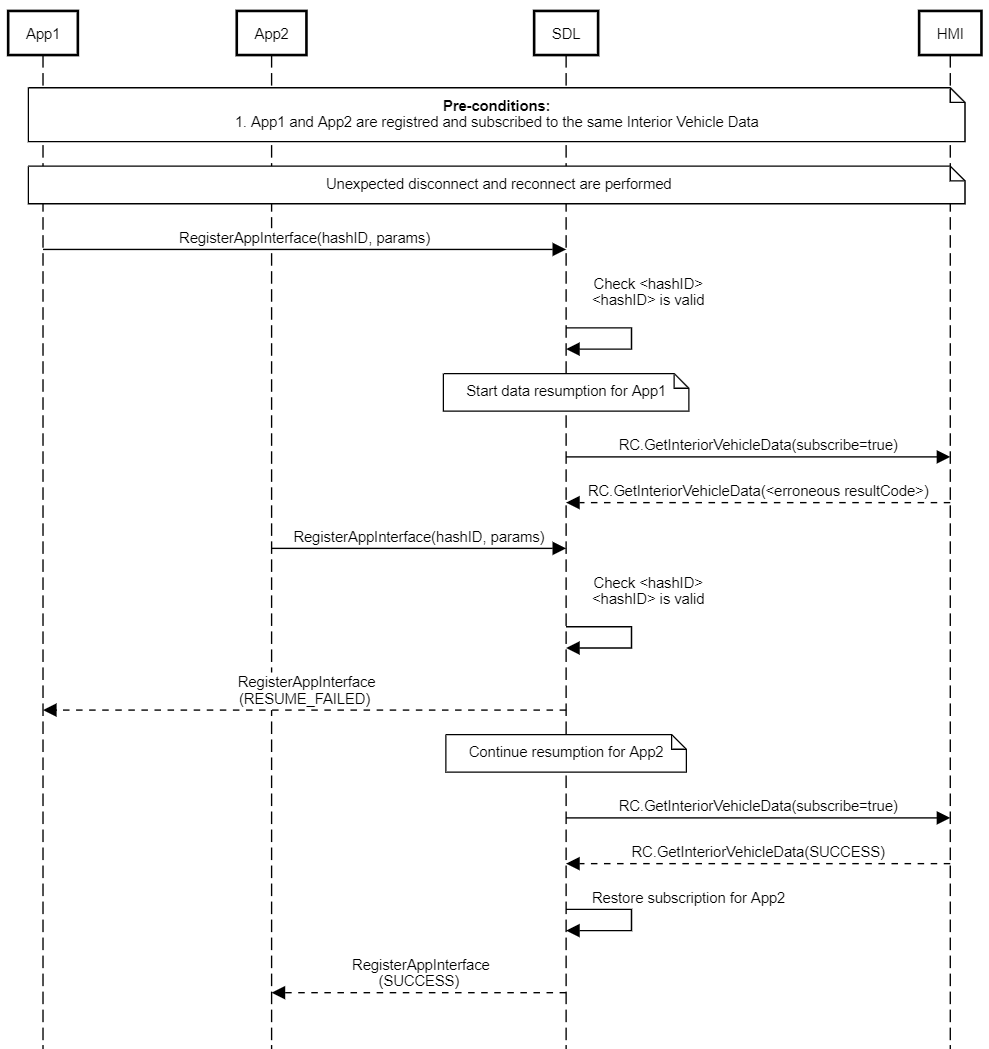 App1
App2
SDL
HMI
Pre-conditions:
1. App1 and App2 are registred and subscribed to the same Interior Vehicle Data
Unexpected disconnect and reconnect are performed
RegisterAppInterface(hashID, params)
Check <hashID>
<hashID> is valid
Start data resumption for App1
RC.GetInteriorVehicleData(subscribe=true)
RC.GetInteriorVehicleData(<erroneous resultCode>)
RegisterAppInterface(hashID, params)
Check <hashID>
<hashID> is valid
RegisterAppInterface
(RESUME_FAILED)
Continue resumption for App2
RC.GetInteriorVehicleData(subscribe=true)
RC.GetInteriorVehicleData(SUCCESS)
Restore subscription for App2
RegisterAppInterface
(SUCCESS)